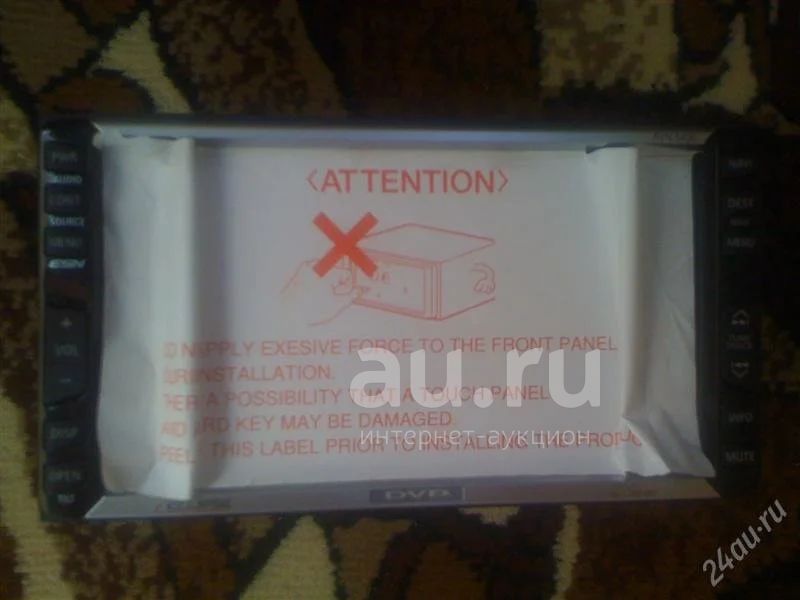 <ATTENTION>
PWR
AUDIO
SOURCE
MENU
+
VOL
−
DISP
OPEN
NAVI
DEST
MENU
INFO
MUTE
PPLY EXESIVE FORCE TO THE FRONT PANEL
INSTALLATION.
A POSSIBILITY THAT A TOUCH PANEL
KEY MAY BE DAMAGED.
THIS LABEL PRIOR TO INSTALLING THE
DVD
au.ru
интернет-аукцион
24au.ru